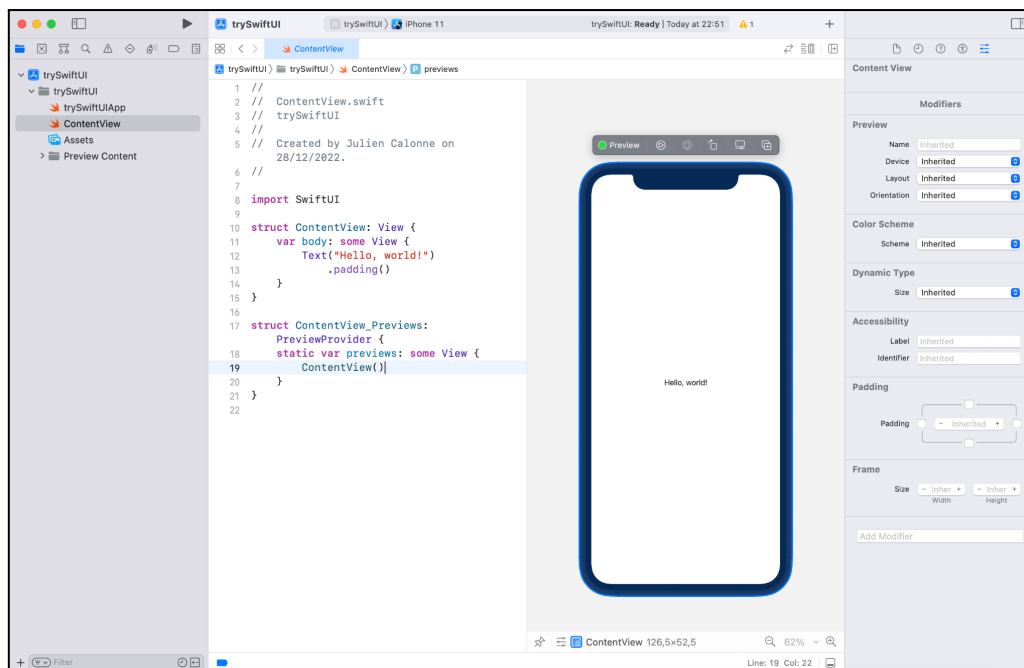 trySwiftUI
trySwiftUI
iPhone 11
trySwiftUI: Ready | Today at 22:51
1
ContentView
trySwiftUI
trySwiftUI
ContentView
previews
trySwiftUI
trySwiftUI
trySwiftUIApp
ContentView
Assets
Preview Content
Filter
1 //
2 // ContentView.swift
3 // trySwiftUI
4 //
5 // Created by Julien Calonne on
28/12/2022.
6 //
7
8 import SwiftUI
9
10 struct ContentView: View {
11 var body: some View {
12 Text("Hello, world!")
13 .padding()
14 }
15 }
16
17 struct ContentView_Previews:
PreviewProvider {
18 static var previews: some View {
19 ContentView()
20 }
21 }
22
Preview
Hello, world!
ContentView 126,5×52,5
62%
Line: 19 Col: 22
Content View
Modifiers
Preview
Name Inherited
Device Inherited
Layout Inherited
Orientation Inherited
Color Scheme
Scheme Inherited
Dynamic Type
Size Inherited
Accessibility
Label Inherited
Identifier Inherited
Padding
Padding - Inherited +
Frame
Size - Inher + - Inher +
Width Height
Add Modifier